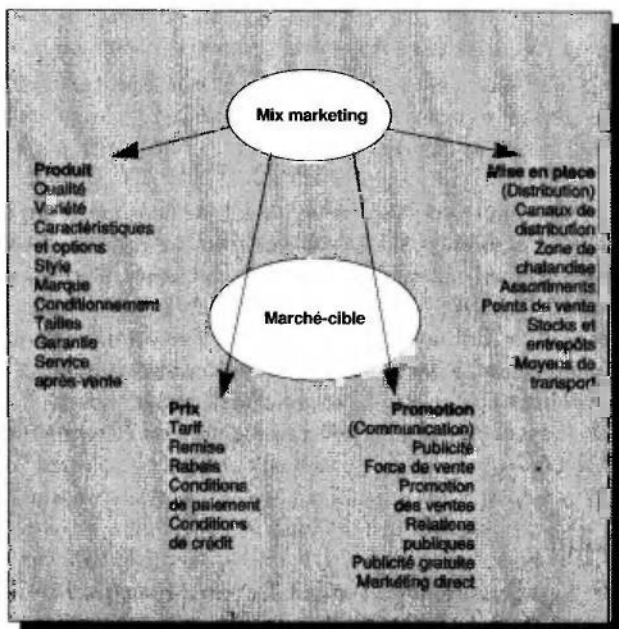 Mix marketing
Produit
Qualité
Variété
Caractéristiques
et options
Style
Marque
Conditionnement
Tailles
Garantie
Service
après-vente
Mise en place
(Distribution)
Canaux de
distribution
Zone de
chalandise
Assortiments
Points de vente
Stocks et
entrepôts
Moyens de
transport
Marché-cible
Prix
Tarif
Remise
Rabais
Conditions
de paiement
Conditions
de crédit
Promotion
(Communication)
Publicité
Force de vente
Promotion
des ventes
Relations
publiques
Publicité gratuite
Markéting direct